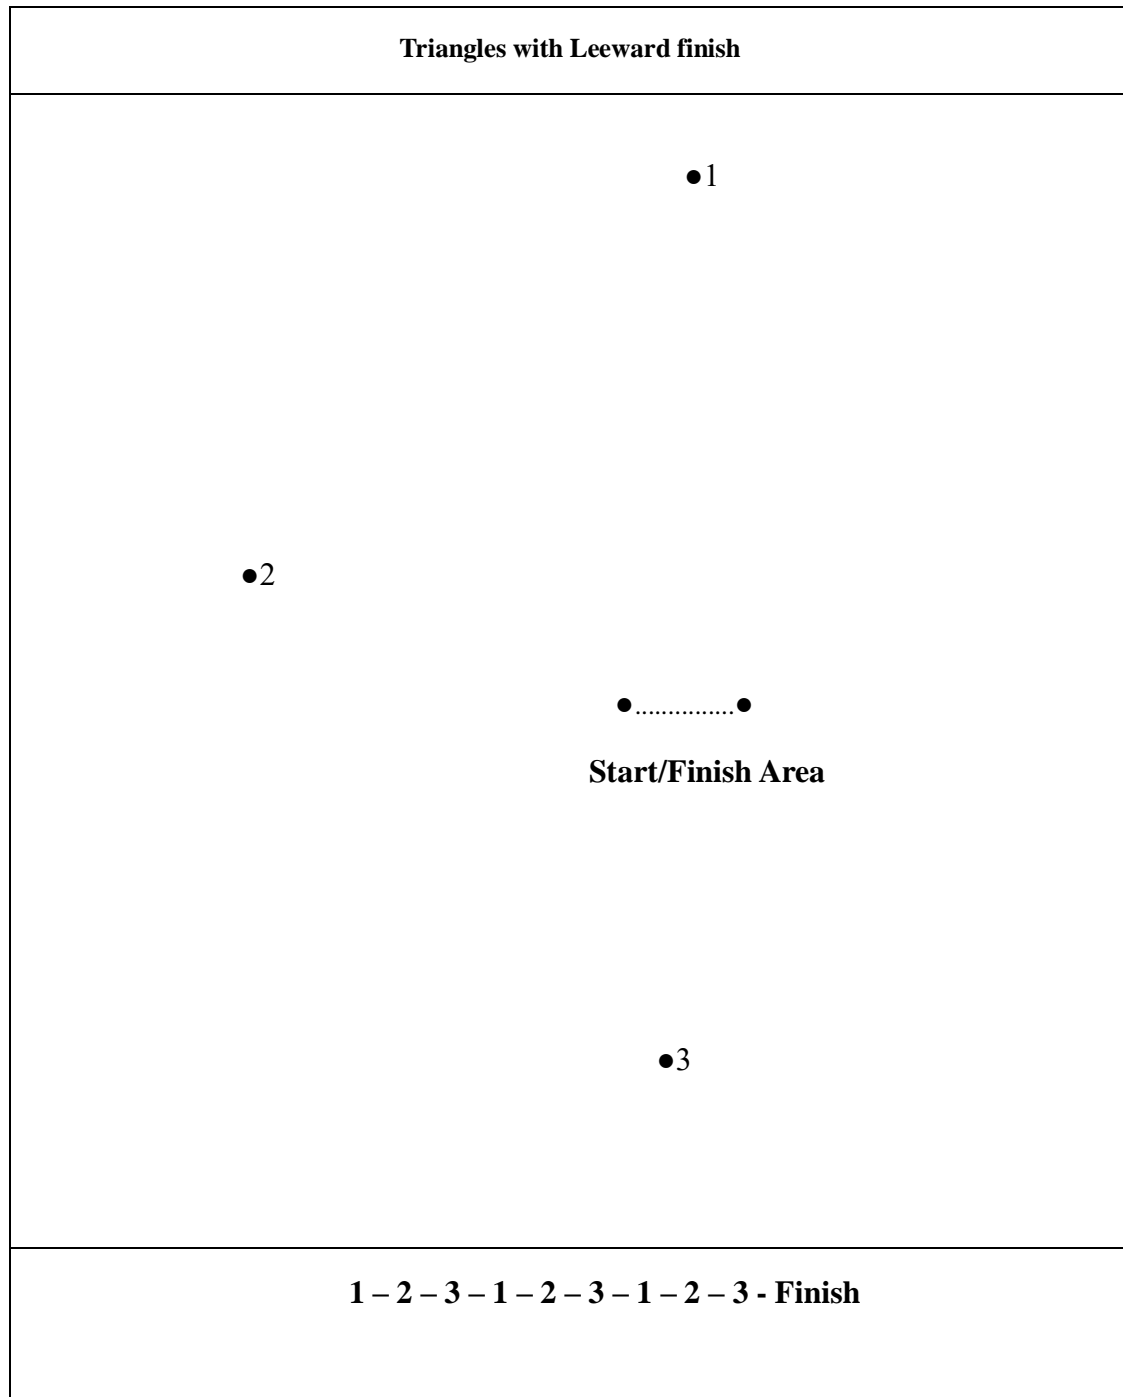 Triangles with Leeward finish
●1
●2
●...............●
Start/Finish Area
●3
1 – 2 – 3 – 1 – 2 – 3 – 1 – 2 – 3 - Finish